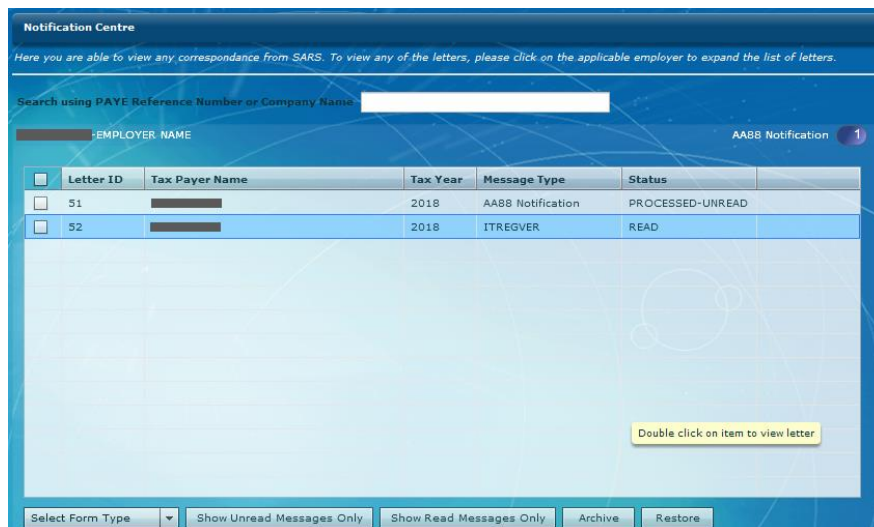 Notification Centre
Here you are able to view any correspondance from SARS. To view any of the letters, please click on the applicable employer to expand the list of letters.
Search using PAYE Reference Number or Company Name
-EMPLOYER NAME AA88 Notification 1
Letter ID Tax Payer Name Tax Year Message Type Status
51 2018 AA88 Notification PROCESSED-UNREAD
52 2018 ITREGVER READ
Double click on item to view letter
Select Form Type Show Unread Messages Only Show Read Messages Only Archive Restore